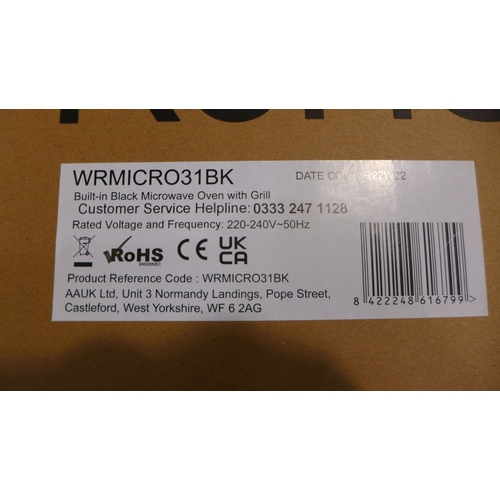 WRMICRO31BK
DATE CODE
Built-in Black Microwave Oven with Grill
Customer Service Helpline: 0333 247 1128
Rated Voltage and Frequency: 220-240V~50Hz
RoHS
CE
UK
CA
Product Reference Code : WRMICRO31BK
AAUK Ltd, Unit 3 Normandy Landings, Pope Street,
Castleford, West Yorkshire, WF 6 2AG
8 422248 616799 >